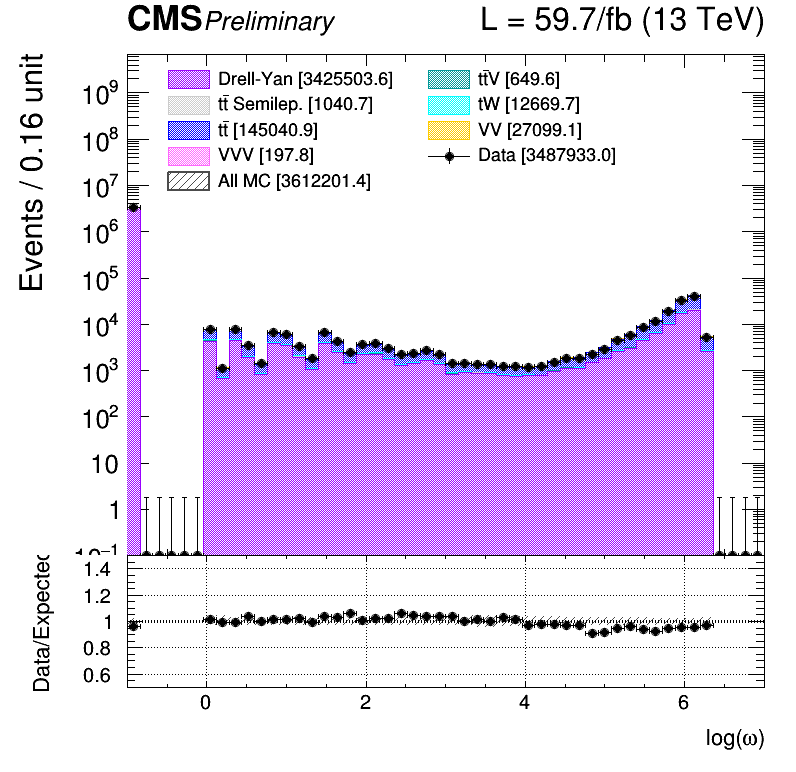 CMS Preliminary L = 59.7/fb (13 TeV)
Events / 0.16 unit
Drell-Yan [3425503.6] tt̄V [649.6]
tt̄ Semilep. [1040.7] tW [12669.7]
tt̄ [145040.9] VV [27099.1]
VVV [197.8] Data [3487933.0]
All MC [3612201.4]
10⁹
10⁸
10⁷
10⁶
10⁵
10⁴
10³
10²
10
1
10⁻¹
Data/Expected
1.4
1.2
1
0.8
0.6
0 2 4 6
log(ω)